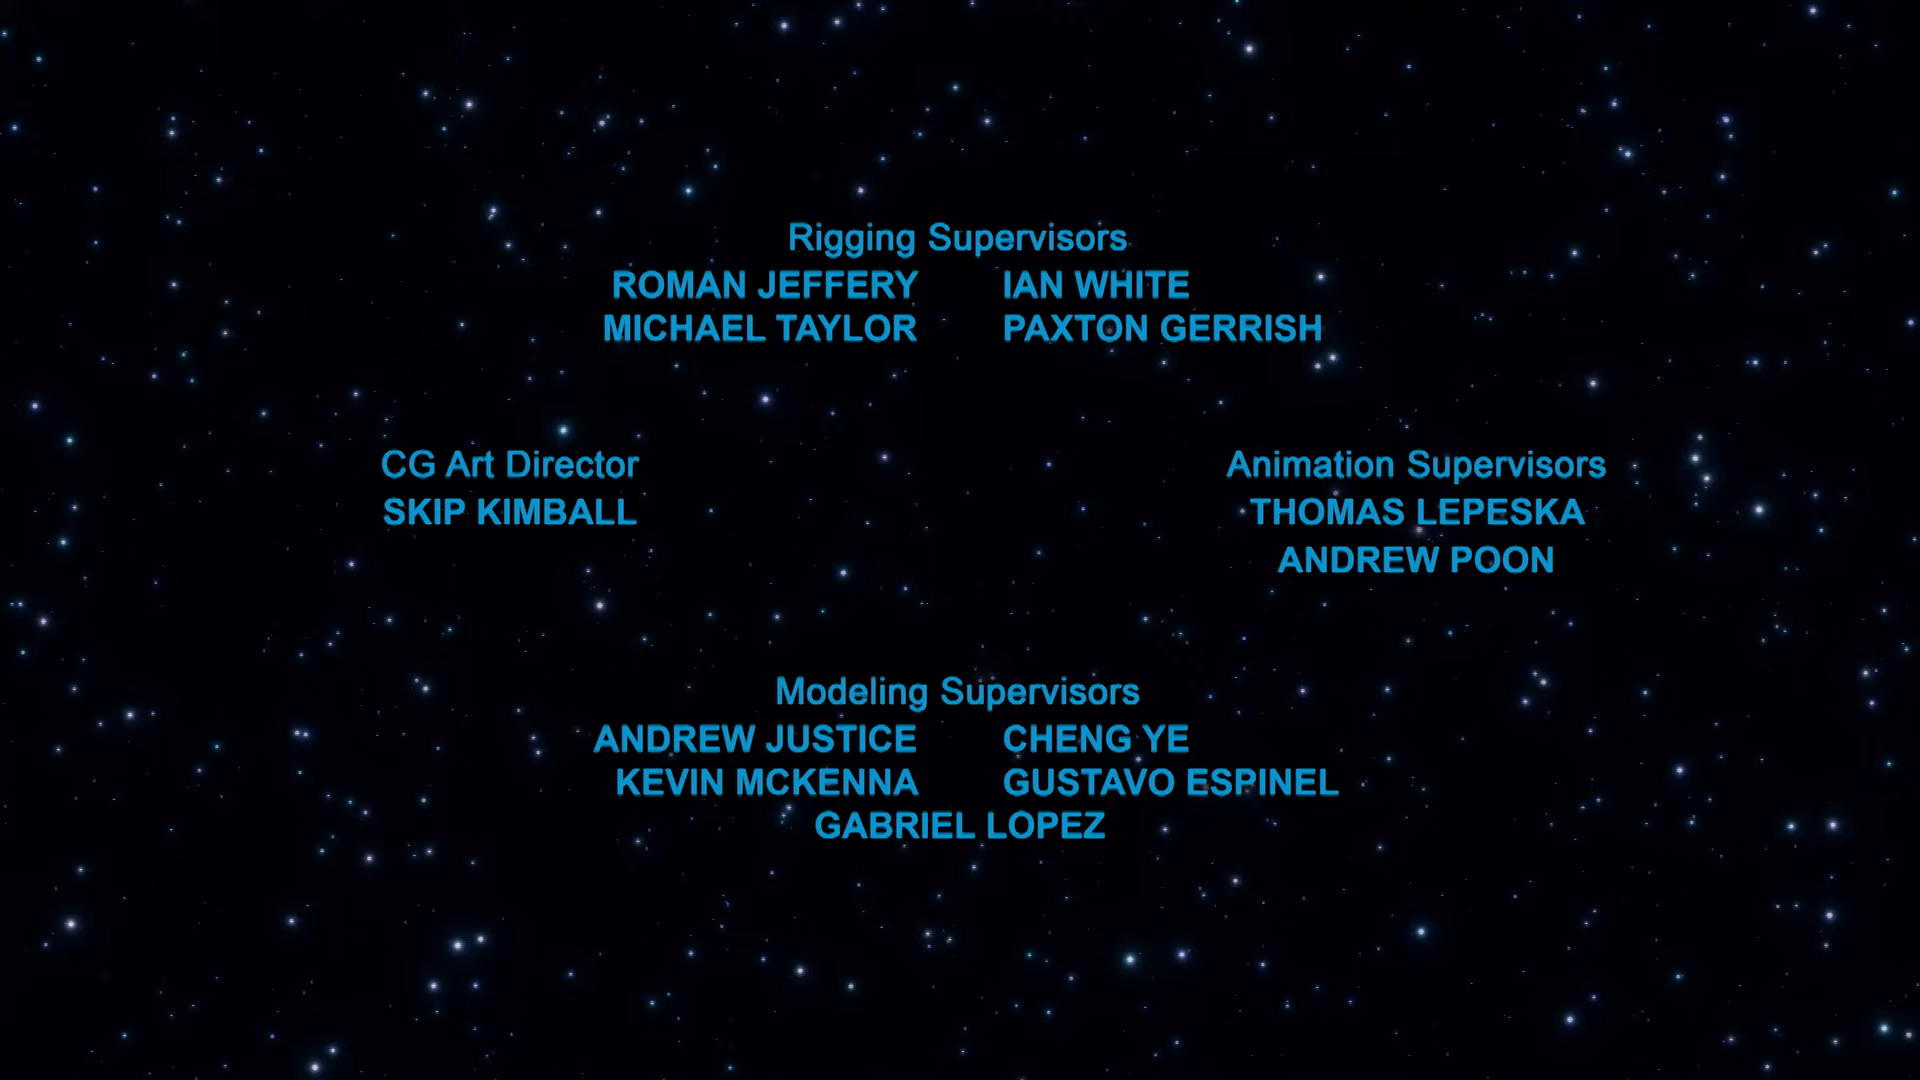 Rigging Supervisors
ROMAN JEFFERY IAN WHITE
MICHAEL TAYLOR PAXTON GERRISH
CG Art Director
SKIP KIMBALL
Animation Supervisors
THOMAS LEPESKA
ANDREW POON
Modeling Supervisors
ANDREW JUSTICE CHENG YE
KEVIN MCKENNA GUSTAVO ESPINEL
GABRIEL LOPEZ